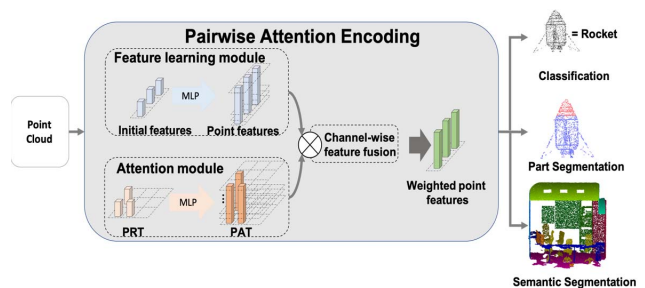 Pairwise Attention Encoding
Feature learning module
MLP
Initial features
Point features
Point
Cloud
Channel-wise
feature fusion
Attention module
MLP
PRT
PAT
Weighted point
features
= Rocket
Classification
Part Segmentation
Semantic Segmentation